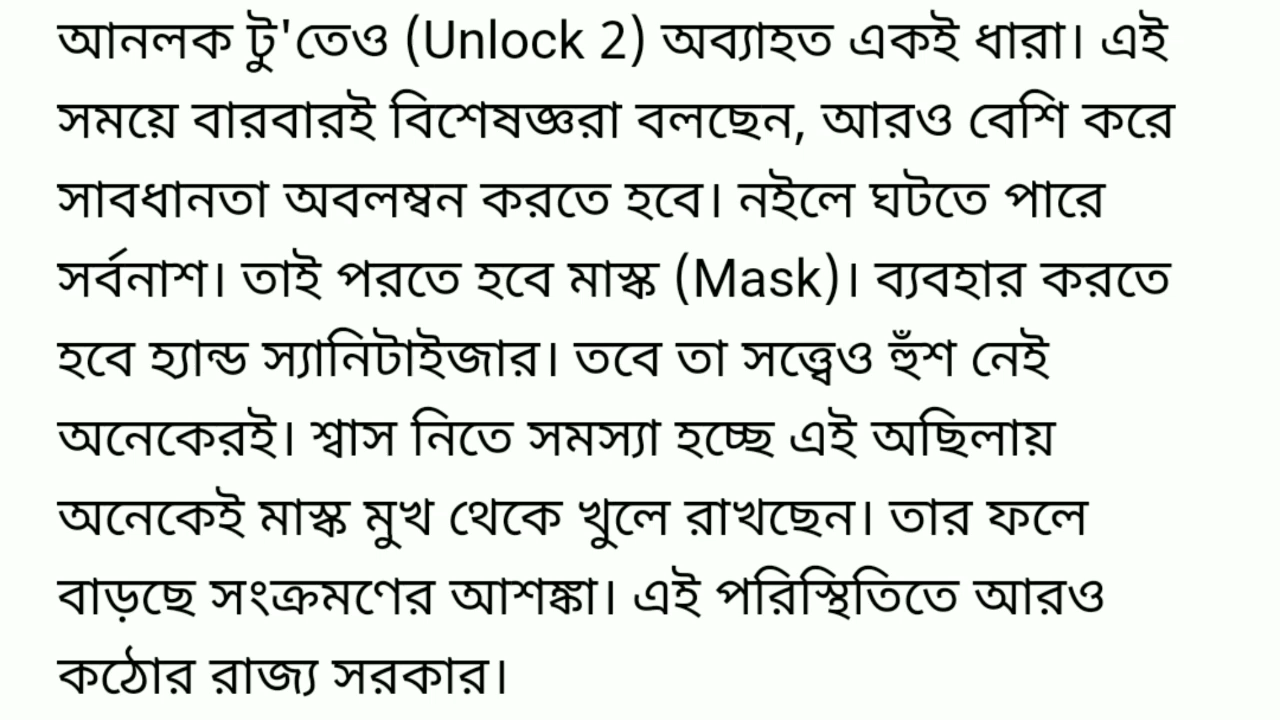 আনলক টু'তেও (Unlock 2) অব্যাহত একই ধারা। এই
সময়ে বারবারই বিশেষজ্ঞরা বলছেন, আরও বেশি করে
সাবধানতা অবলম্বন করতে হবে। নইলে ঘটতে পারে
সর্বনাশ। তাই পরতে হবে মাস্ক (Mask)। ব্যবহার করতে
হবে হ্যান্ড স্যানিটাইজার। তবে তা সত্ত্বেও হুঁশ নেই
অনেকেরই। শ্বাস নিতে সমস্যা হচ্ছে এই অছিলায়
অনেকেই মাস্ক মুখ থেকে খুলে রাখছেন। তার ফলে
বাড়ছে সংক্রমণের আশঙ্কা। এই পরিস্থিতিতে আরও
কঠোর রাজ্য সরকার।